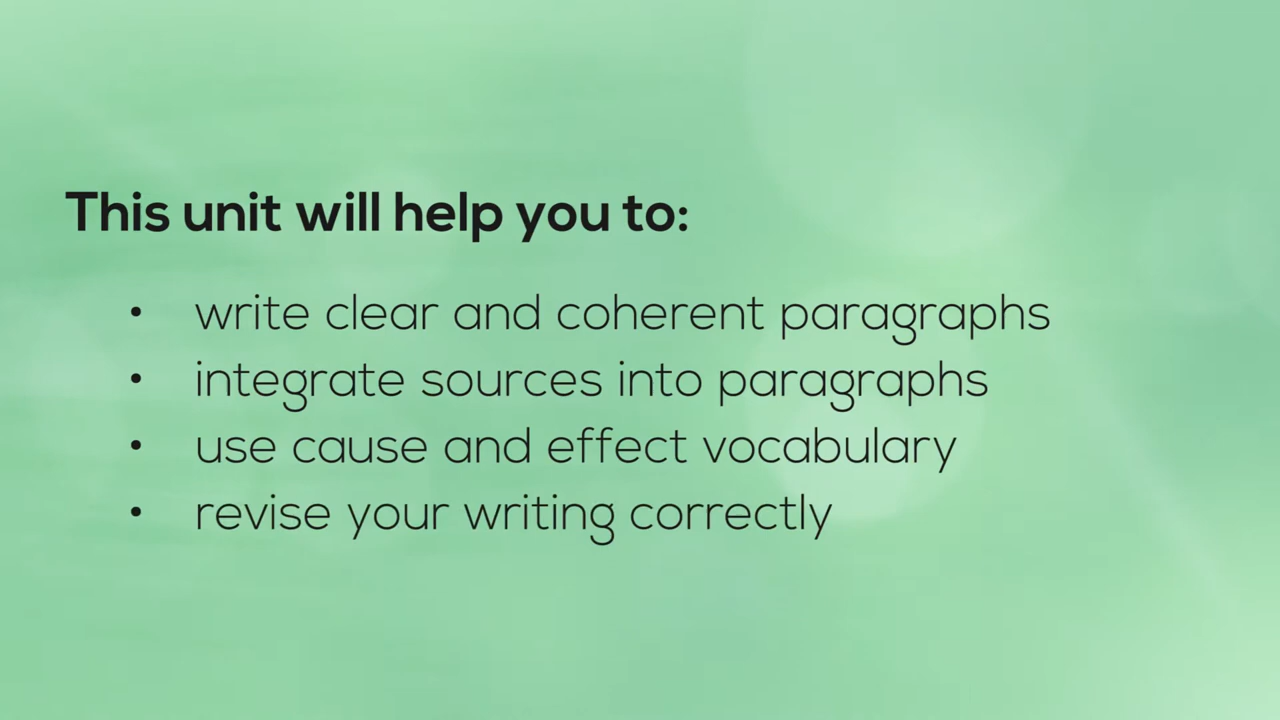 This unit will help you to:
• write clear and coherent paragraphs
• integrate sources into paragraphs
• use cause and effect vocabulary
• revise your writing correctly